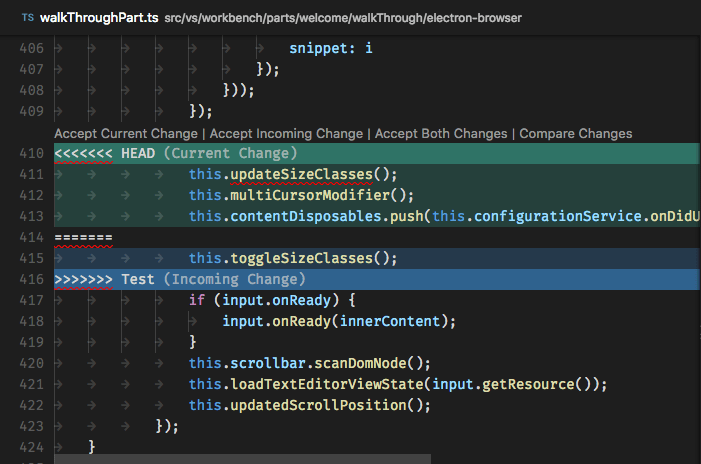 TS walkThroughPart.ts src/vs/workbench/parts/welcome/walkThrough/electron-browser
406 snippet: i
407 });
408 }));
409 });
Accept Current Change | Accept Incoming Change | Accept Both Changes | Compare Changes
410 <<<<<<< HEAD (Current Change)
411 this.updateSizeClasses();
412 this.multiCursorModifier();
413 this.contentDisposables.push(this.configurationService.onDidU
414 =======
415 this.toggleSizeClasses();
416 >>>>>>> Test (Incoming Change)
417 if (input.onReady) {
418 input.onReady(innerContent);
419 }
420 this.scrollbar.scanDomNode();
421 this.loadTextEditorViewState(input.getResource());
422 this.updatedScrollPosition();
423 });
424 }